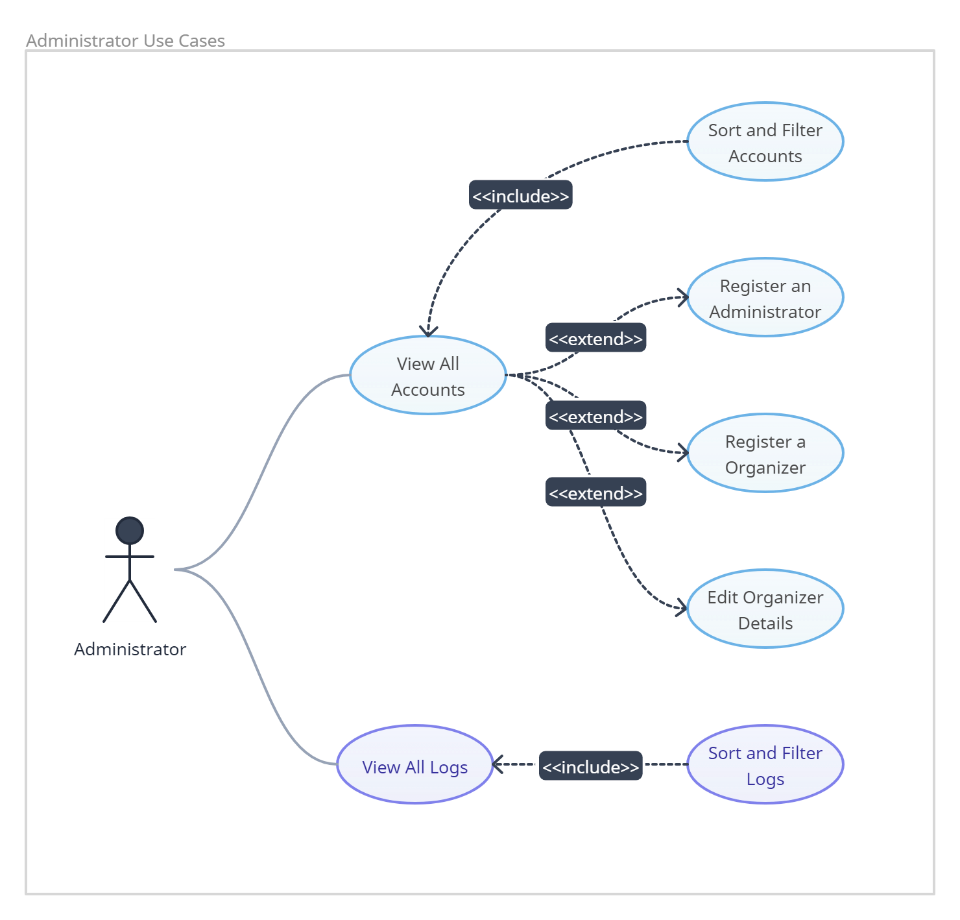 Administrator Use Cases
Sort and Filter
Accounts
<<include>>
Register an
Administrator
<<extend>>
View All
Accounts
<<extend>>
Register a
Organizer
<<extend>>
Edit Organizer
Details
Administrator
View All Logs
<<include>>
Sort and Filter
Logs